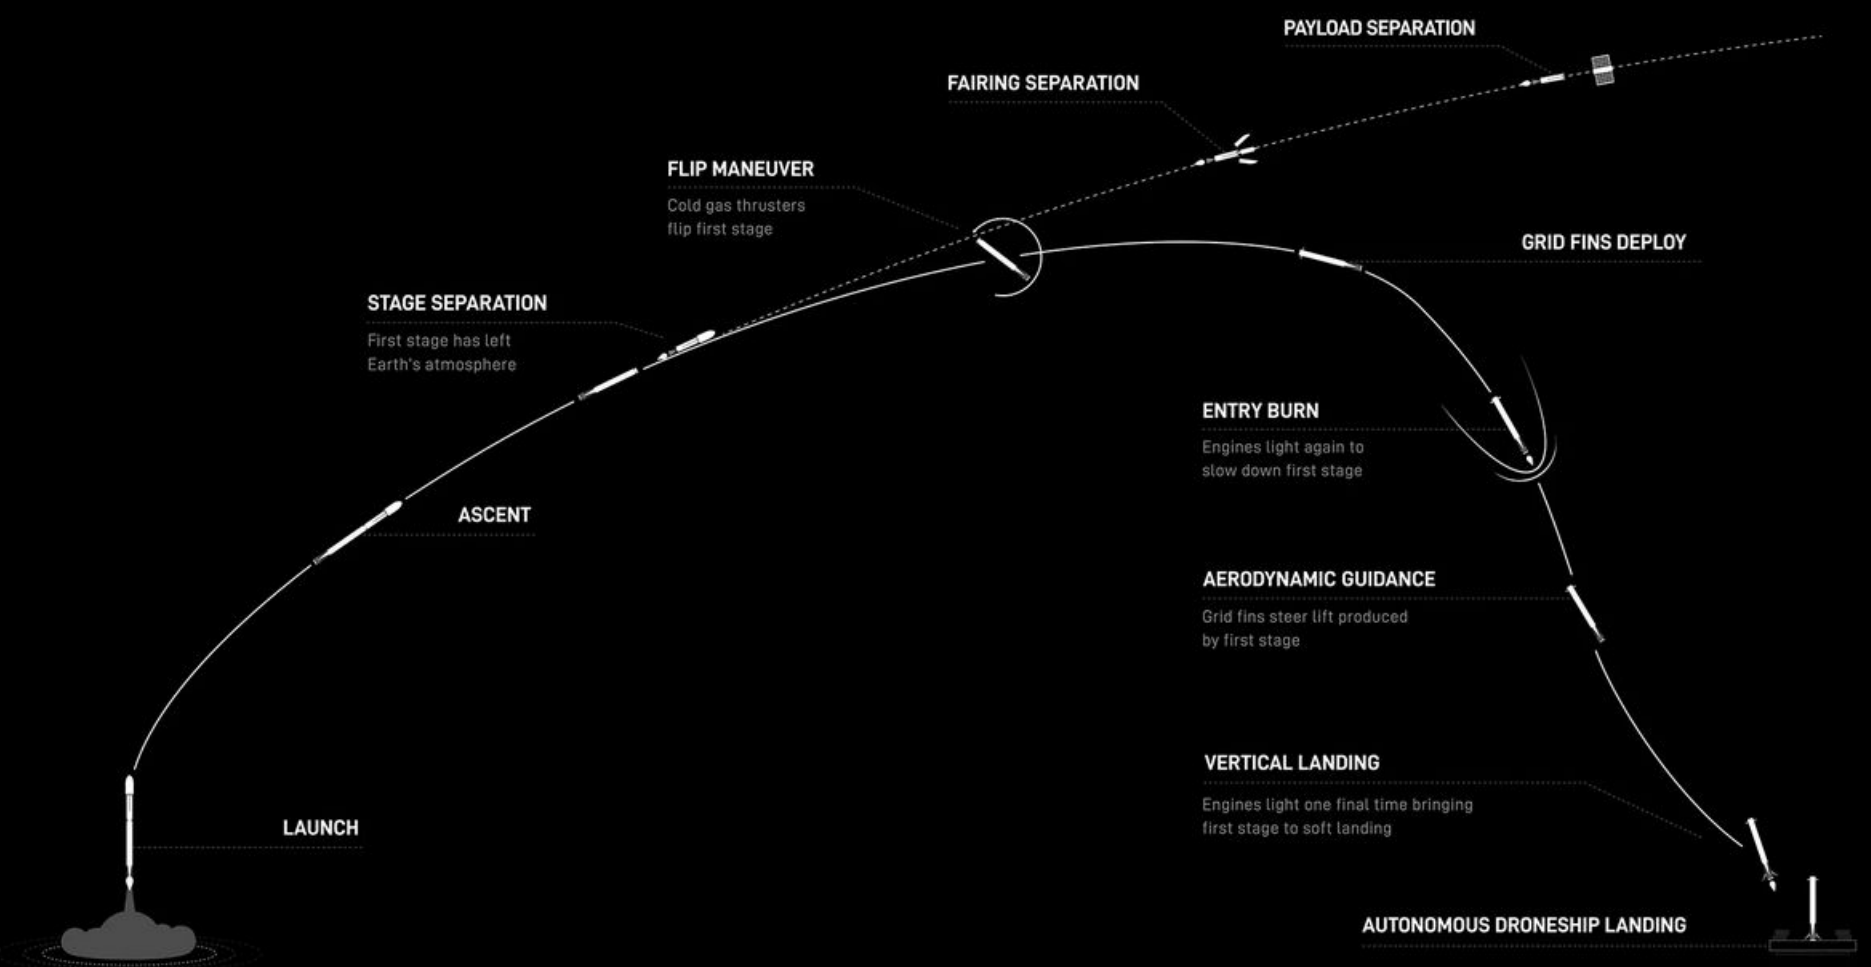 PAYLOAD SEPARATION
FAIRING SEPARATION
FLIP MANEUVER
Cold gas thrusters
flip first stage
GRID FINS DEPLOY
STAGE SEPARATION
First stage has left
Earth's atmosphere
ENTRY BURN
Engines light again to
slow down first stage
ASCENT
AERODYNAMIC GUIDANCE
Grid fins steer lift produced
by first stage
VERTICAL LANDING
Engines light one final time bringing
first stage to soft landing
LAUNCH
AUTONOMOUS DRONESHIP LANDING